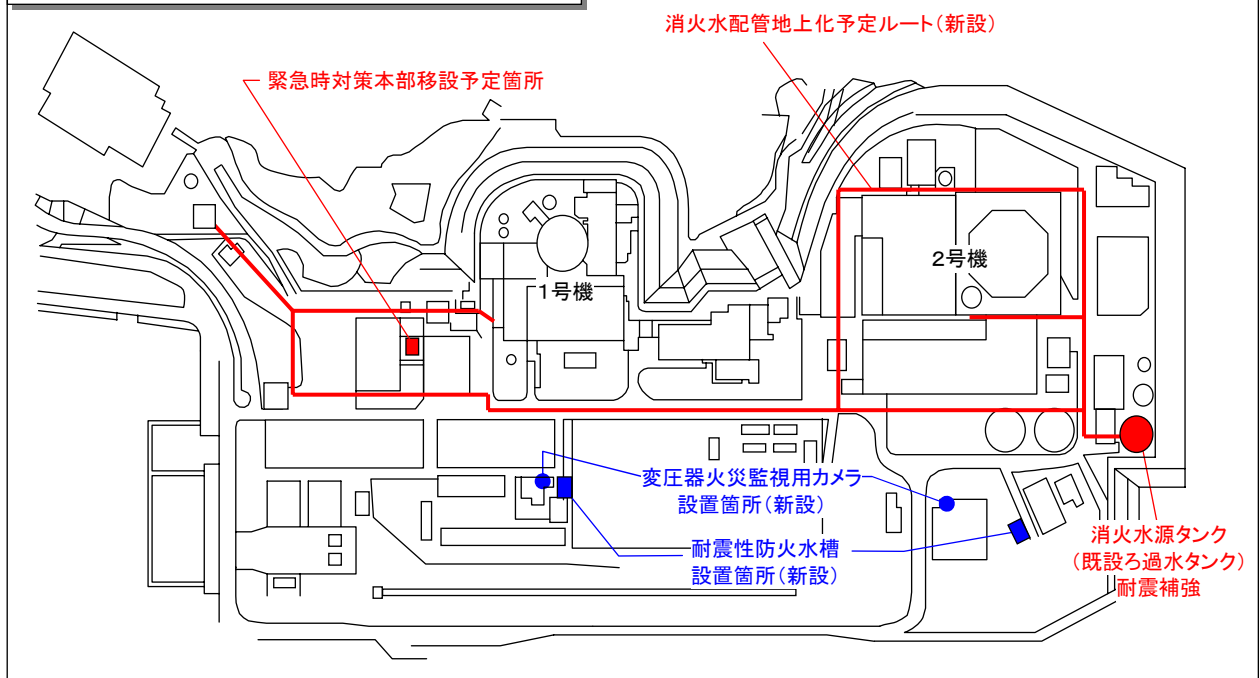 消火水配管地上化予定ルート(新設)
緊急時対策本部移設予定箇所
2号機
1号機
変圧器火災監視用カメラ
設置箇所(新設)
耐震性防火水槽
設置箇所(新設)
消火水源タンク
(既設ろ過水タンク)
耐震補強